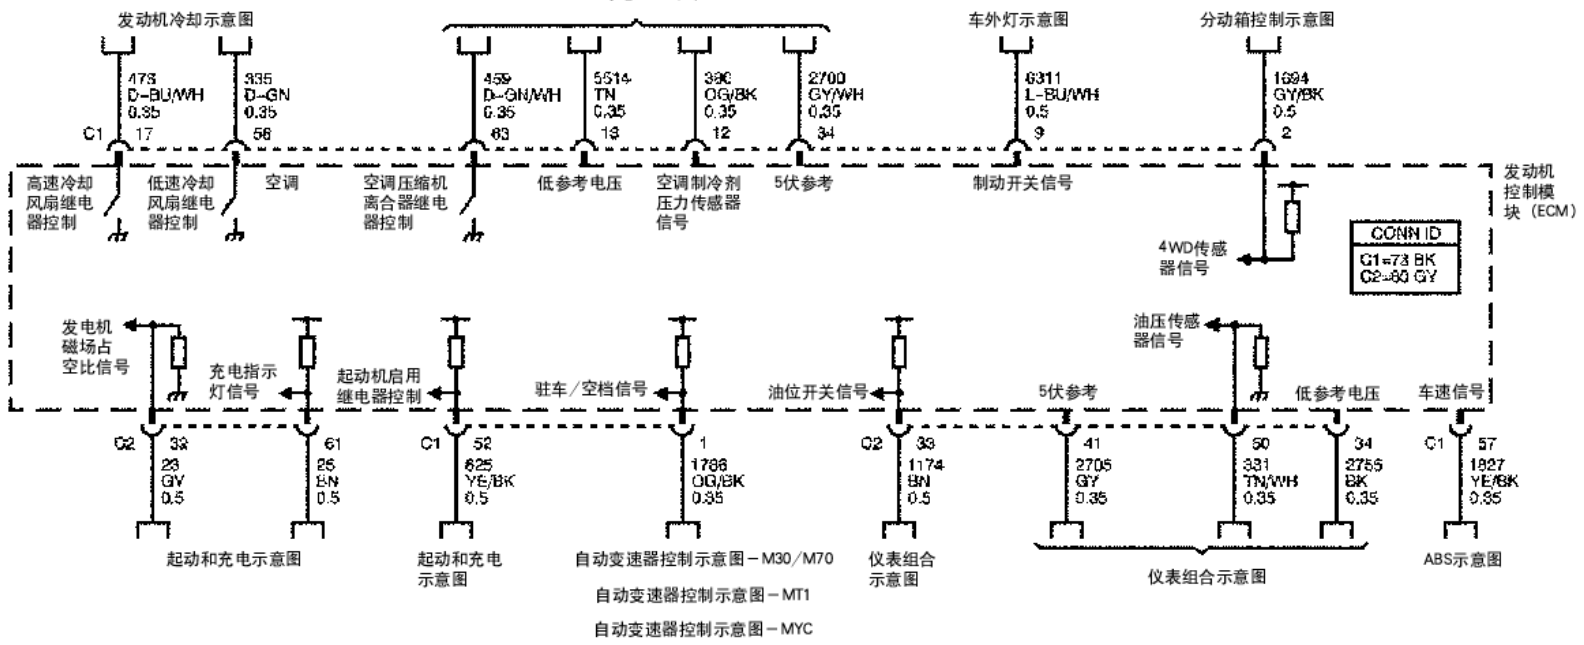 发动机冷却示意图
车外灯示意图
分动箱控制示意图
473
D-BU/WH
0.35
335
D-GN
0.35
459
D-GN/WH
0.35
5514
TN
0.35
380
OG/BK
0.35
2700
GY/WH
0.35
6311
L-BU/WH
0.5
1694
GY/BK
0.5
C1
17
56
63
13
12
34
9
2
高速冷却
风扇继电
器控制
低速冷却
风扇继电
器控制
空调
空调压缩机
离合器继电
器控制
低参考电压
空调制冷剂
压力传感器
信号
5伏参考
制动开关信号
发动机
控制模
块（ECM）
4WD传感
器信号
CONN ID
C1=73 BK
C2=80 GY
发电机
磁场占
空比信号
充电指示
灯信号
起动机启用
继电器控制
驻车／空档信号
油位开关信号
5伏参考
油压传感
器信号
低参考电压
车速信号
C2
61
C1
52
1
C2
33
41
50
34
C1
57
23
GY
0.5
25
BN
0.5
625
YE/BK
0.5
1786
OG/BK
0.35
1174
BN
0.5
2705
GY
0.35
331
TN/WH
0.35
2755
BK
0.35
1827
YE/BK
0.35
起动和充电示意图
起动和充电
示意图
自动变速器控制示意图－M30/M70
自动变速器控制示意图－MT1
自动变速器控制示意图－MYC
仪表组合
示意图
仪表组合示意图
ABS示意图